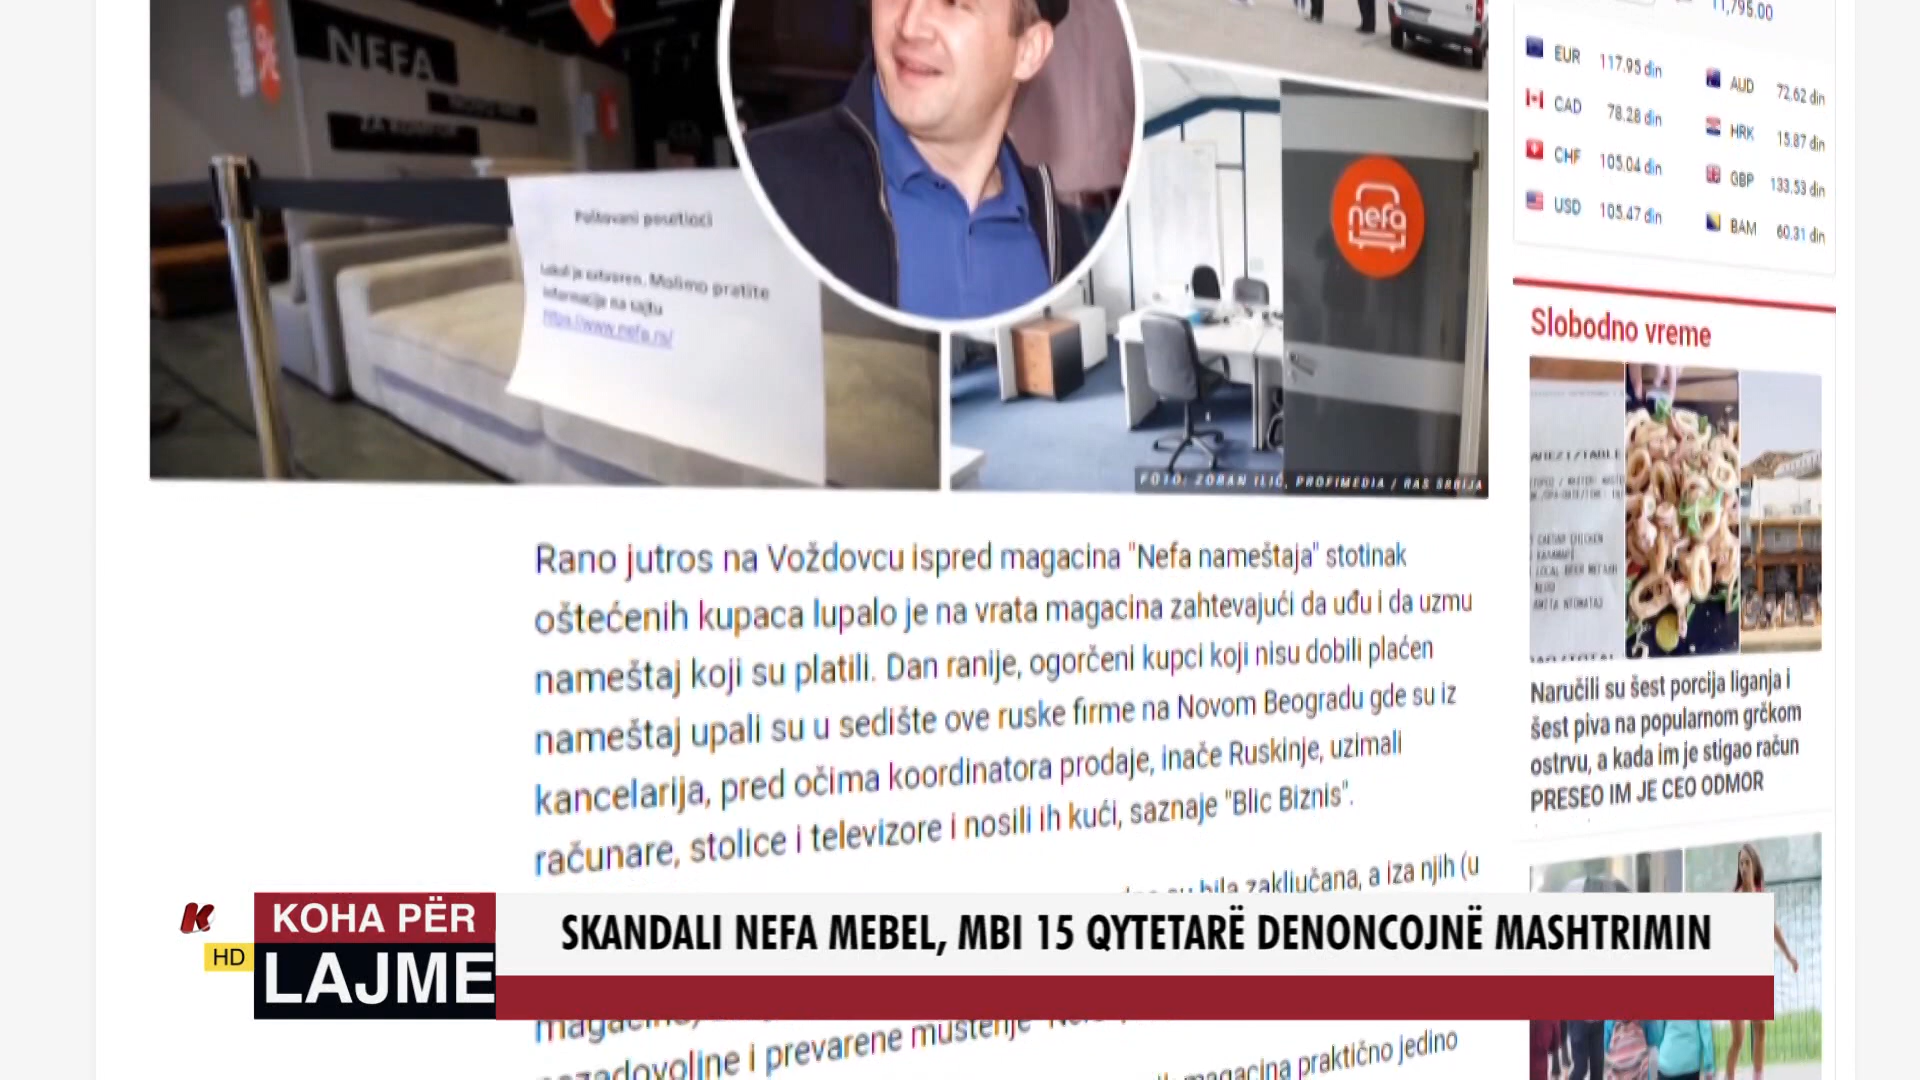 NEFA
Poštovani posetioci
Lokal je zatvoren. Molimo pratite
informacije na sajtu
https://www.nefa.rs/
nefa
FOTO: ZORAN ILIĆ, PROFIMEDIA / RAS SRBIJA
11,795.00
EUR 117.95 din AUD 72.62 din
CAD 78.28 din HRK 15.87 din
CHF 105.04 din GBP 133.53 din
USD 105.47 din BAM 60.31 din
Slobodno vreme
Naručili su šest porcija liganja i
šest piva na popularnom grčkom
ostrvu, a kada im je stigao račun
PRESEO IM JE CEO ODMOR
Rano jutros na Voždovcu ispred magacina "Nefa nameštaja" stotinak
oštećenih kupaca lupalo je na vrata magacina zahtevajući da uđu i da uzmu
nameštaj koji su platili. Dan ranije, ogorčeni kupci koji nisu dobili plaćen
nameštaj upali su u sedište ove ruske firme na Novom Beogradu gde su iz
kancelarija, pred očima koordinatora prodaje, inače Ruskinje, uzimali
računare, stolice i televizore i nosili ih kući, saznaje "Blic Biznis".
bila zaključana, a iza njih (u
K
HD
KOHA PËR
LAJME
SKANDALI NEFA MEBEL, MBI 15 QYTETARË DENONCOJNË MASHTRIMIN
nezadovoljne i prevarene mušterije
magacina praktično jedino